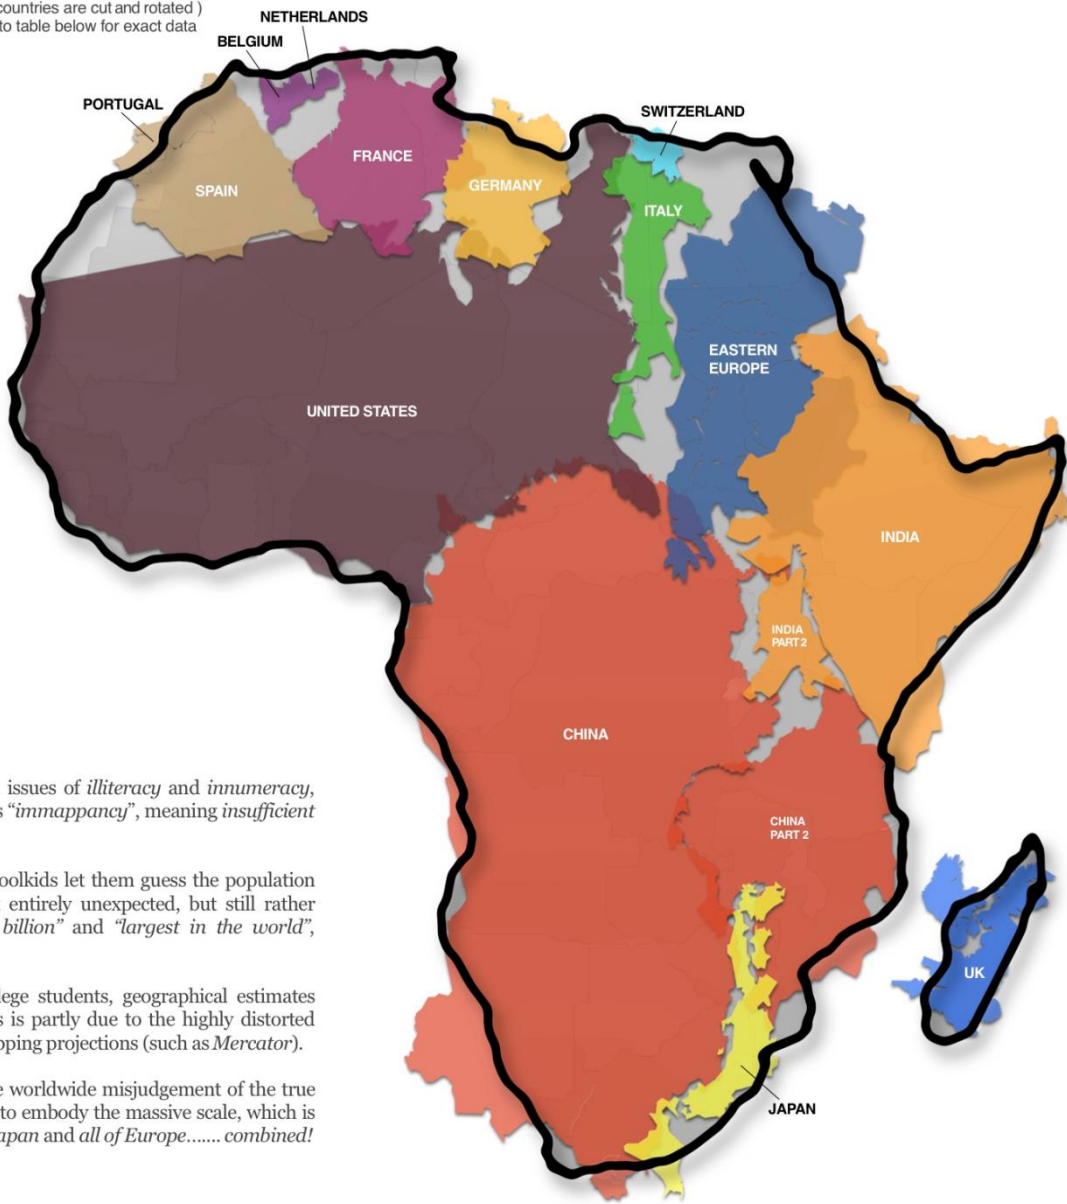 countries are cut and rotated )
to table below for exact data
NETHERLANDS
BELGIUM
PORTUGAL
SWITZERLAND
FRANCE
SPAIN
GERMANY
ITALY
EASTERN
EUROPE
UNITED STATES
INDIA
INDIA
PART 2
CHINA
CHINA
PART 2
UK
JAPAN
issues of illiteracy and innumeracy,
“immappancy”, meaning insufficient
oolkids let them guess the population
entirely unexpected, but still rather
billion” and “largest in the world”,
lege students, geographical estimates
s is partly due to the highly distorted
pping projections (such as Mercator).
e worldwide misjudgement of the true
to embody the massive scale, which is
apan and all of Europe....... combined!